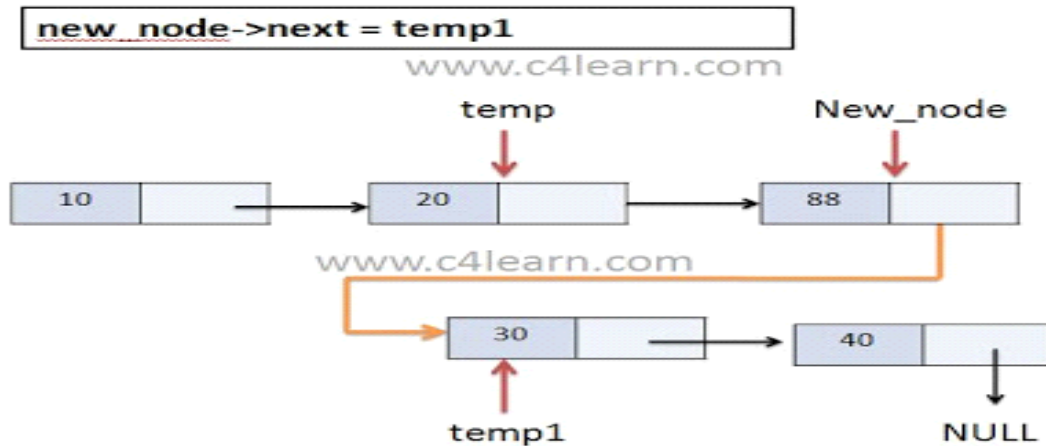 new_node->next = temp1
www.c4learn.com
temp New_node
10 20 88
www.c4learn.com
30 40
temp1 NULL